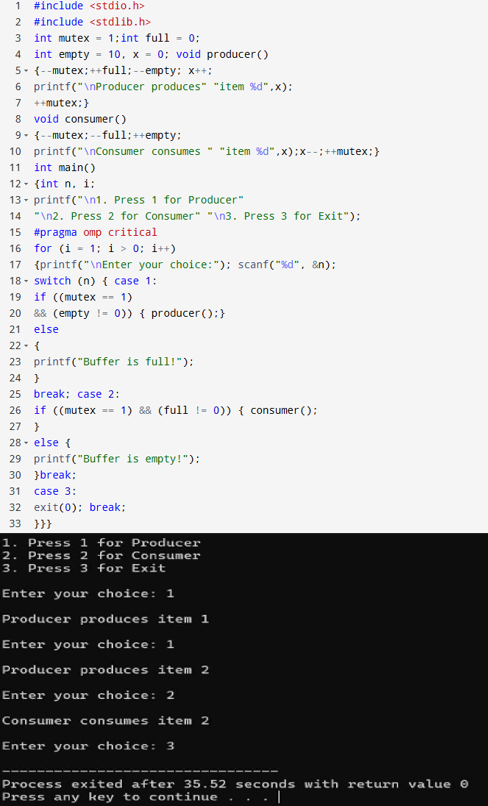 1 #include <stdio.h>
2 #include <stdlib.h>
3 int mutex = 1;int full = 0;
4 int empty = 10, x = 0; void producer()
5 {--mutex;++full;--empty; x++;
6 printf("\nProducer produces" "item %d",x);
7 ++mutex;}
8 void consumer()
9 {--mutex;--full;++empty;
10 printf("\nConsumer consumes " "item %d",x);x--;++mutex;}
11 int main()
12 {int n, i;
13 printf("\n1. Press 1 for Producer"
14 "\n2. Press 2 for Consumer" "\n3. Press 3 for Exit");
15 #pragma omp critical
16 for (i = 1; i > 0; i++)
17 {printf("\nEnter your choice:"); scanf("%d", &n);
18 switch (n) { case 1:
19 if ((mutex == 1)
20 && (empty != 0)) { producer();}
21 else
22 {
23 printf("Buffer is full!");
24 }
25 break; case 2:
26 if ((mutex == 1) && (full != 0)) { consumer();
27 }
28 else {
29 printf("Buffer is empty!");
30 }break;
31 case 3:
32 exit(0); break;
33 }}}
1. Press 1 for Producer
2. Press 2 for Consumer
3. Press 3 for Exit
Enter your choice: 1
Producer produces item 1
Enter your choice: 1
Producer produces item 2
Enter your choice: 2
Consumer consumes item 2
Enter your choice: 3
--------------------------------
Process exited after 35.52 seconds with return value 0
Press any key to continue . . .